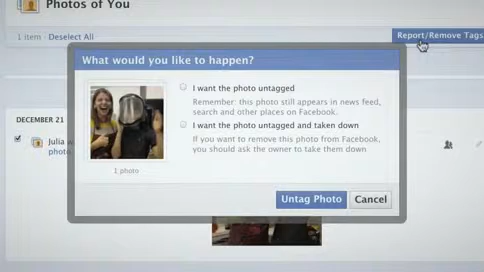 Photos of You
1 item · Deselect All
Report/Remove Tags
What would you like to happen?
I want the photo untagged
Remember: this photo still appears in news feed,
search and other places on Facebook.
I want the photo untagged and taken down
If you want to remove this photo from Facebook,
you should ask the owner to take them down
1 photo
Untag Photo
Cancel
DECEMBER 21
Julia
photo